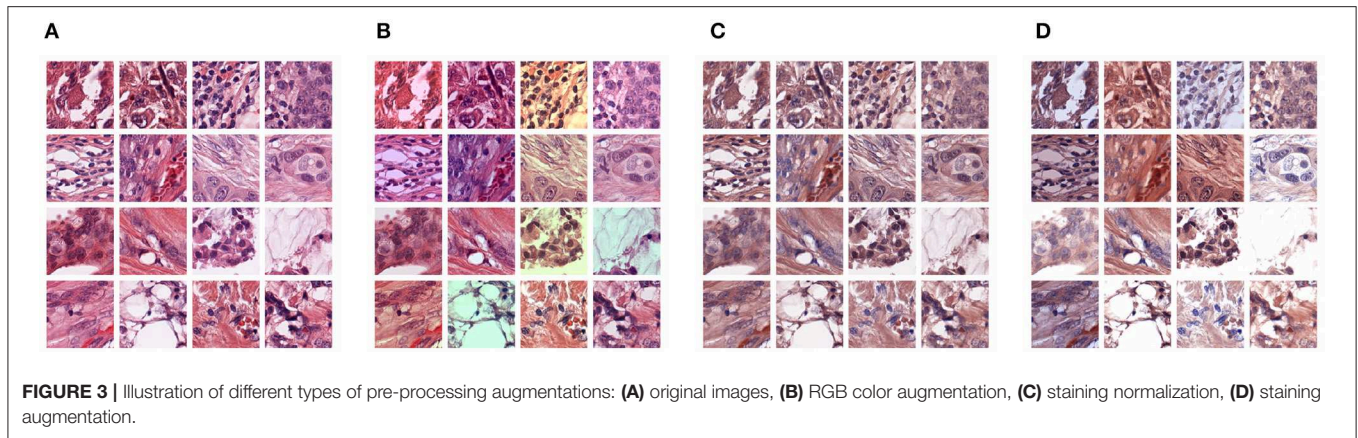 A
B
C
D
FIGURE 3 | Illustration of different types of pre-processing augmentations: (A) original images, (B) RGB color augmentation, (C) staining normalization, (D) staining
augmentation.